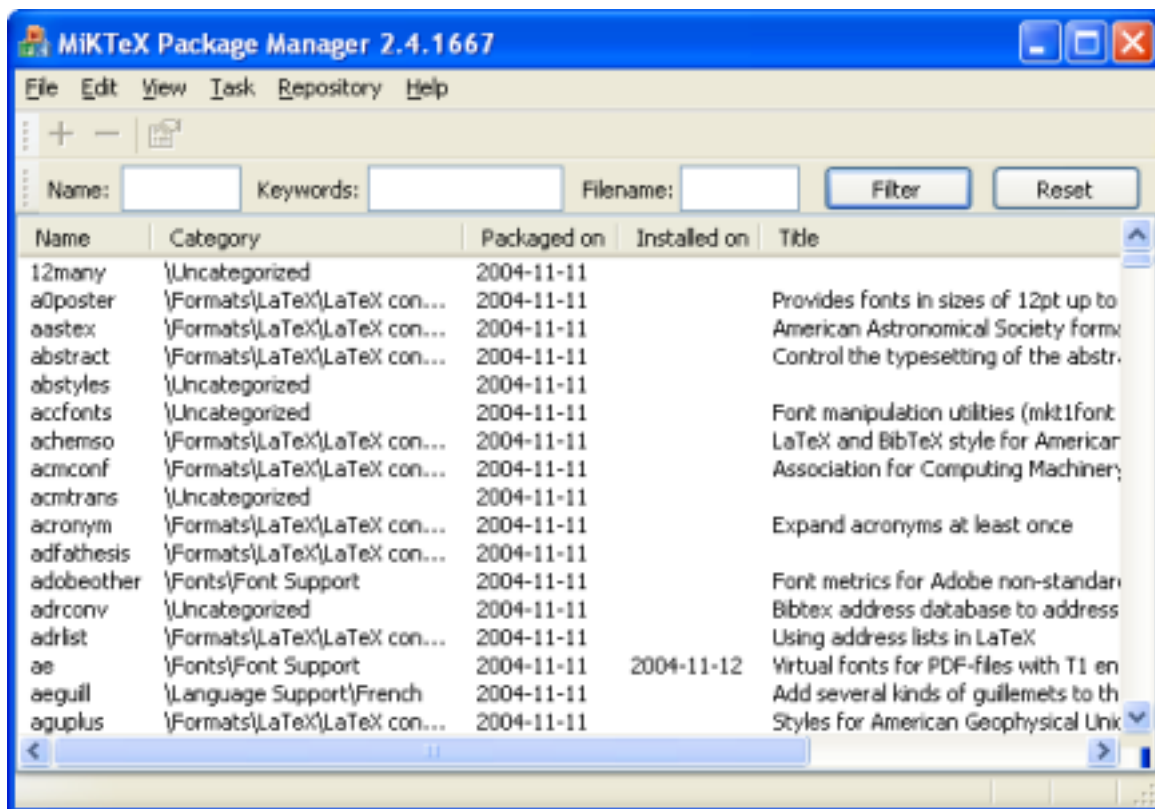 MiKTeX Package Manager 2.4.1667
File Edit View Task Repository Help
Name: Keywords: Filename: Filter Reset
Name Category Packaged on Installed on Title
12many \Uncategorized 2004-11-11
a0poster \Formats\LaTeX\LaTeX con... 2004-11-11 Provides fonts in sizes of 12pt up to
aastex \Formats\LaTeX\LaTeX con... 2004-11-11 American Astronomical Society forma
abstract \Formats\LaTeX\LaTeX con... 2004-11-11 Control the typesetting of the abstr
abstyles \Uncategorized 2004-11-11
accfonts \Uncategorized 2004-11-11 Font manipulation utilities (mkt1font
achemso \Formats\LaTeX\LaTeX con... 2004-11-11 LaTeX and BibTeX style for American
acmconf \Formats\LaTeX\LaTeX con... 2004-11-11 Association for Computing Machinery
acmtrans \Uncategorized 2004-11-11
acronym \Formats\LaTeX\LaTeX con... 2004-11-11 Expand acronyms at least once
adfathesis \Formats\LaTeX\LaTeX con... 2004-11-11
adobeother \Fonts\Font Support 2004-11-11 Font metrics for Adobe non-standar
adrconv \Uncategorized 2004-11-11 Bibtex address database to address
adrlist \Formats\LaTeX\LaTeX con... 2004-11-11 Using address lists in LaTeX
ae \Fonts\Font Support 2004-11-11 2004-11-12 Virtual fonts for PDF-files with T1 en
aeguill \Language Support\French 2004-11-11 Add several kinds of guillemets to th
aguplus \Formats\LaTeX\LaTeX con... 2004-11-11 Styles for American Geophysical Unio